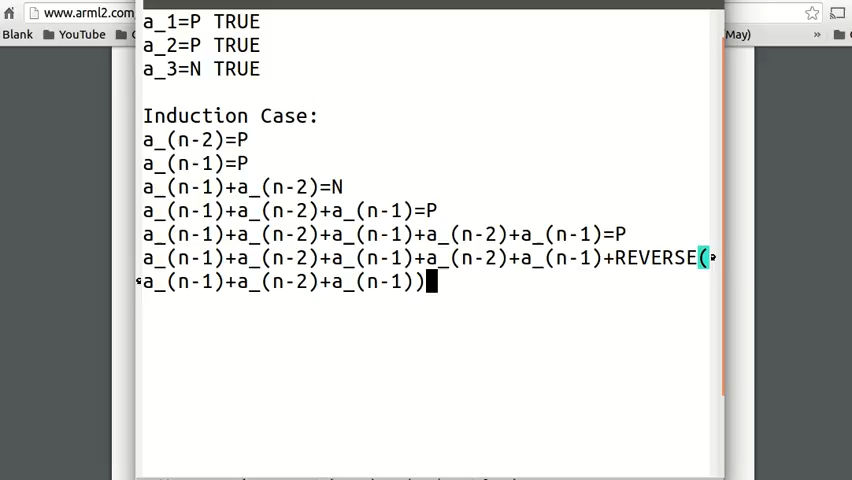 www.arml2.com
Blank YouTube May)
a_1=P TRUE
a_2=P TRUE
a_3=N TRUE
Induction Case:
a_(n-2)=P
a_(n-1)=P
a_(n-1)+a_(n-2)=N
a_(n-1)+a_(n-2)+a_(n-1)=P
a_(n-1)+a_(n-2)+a_(n-1)+a_(n-2)+a_(n-1)=P
a_(n-1)+a_(n-2)+a_(n-1)+a_(n-2)+a_(n-1)+REVERSE(
a_(n-1)+a_(n-2)+a_(n-1))